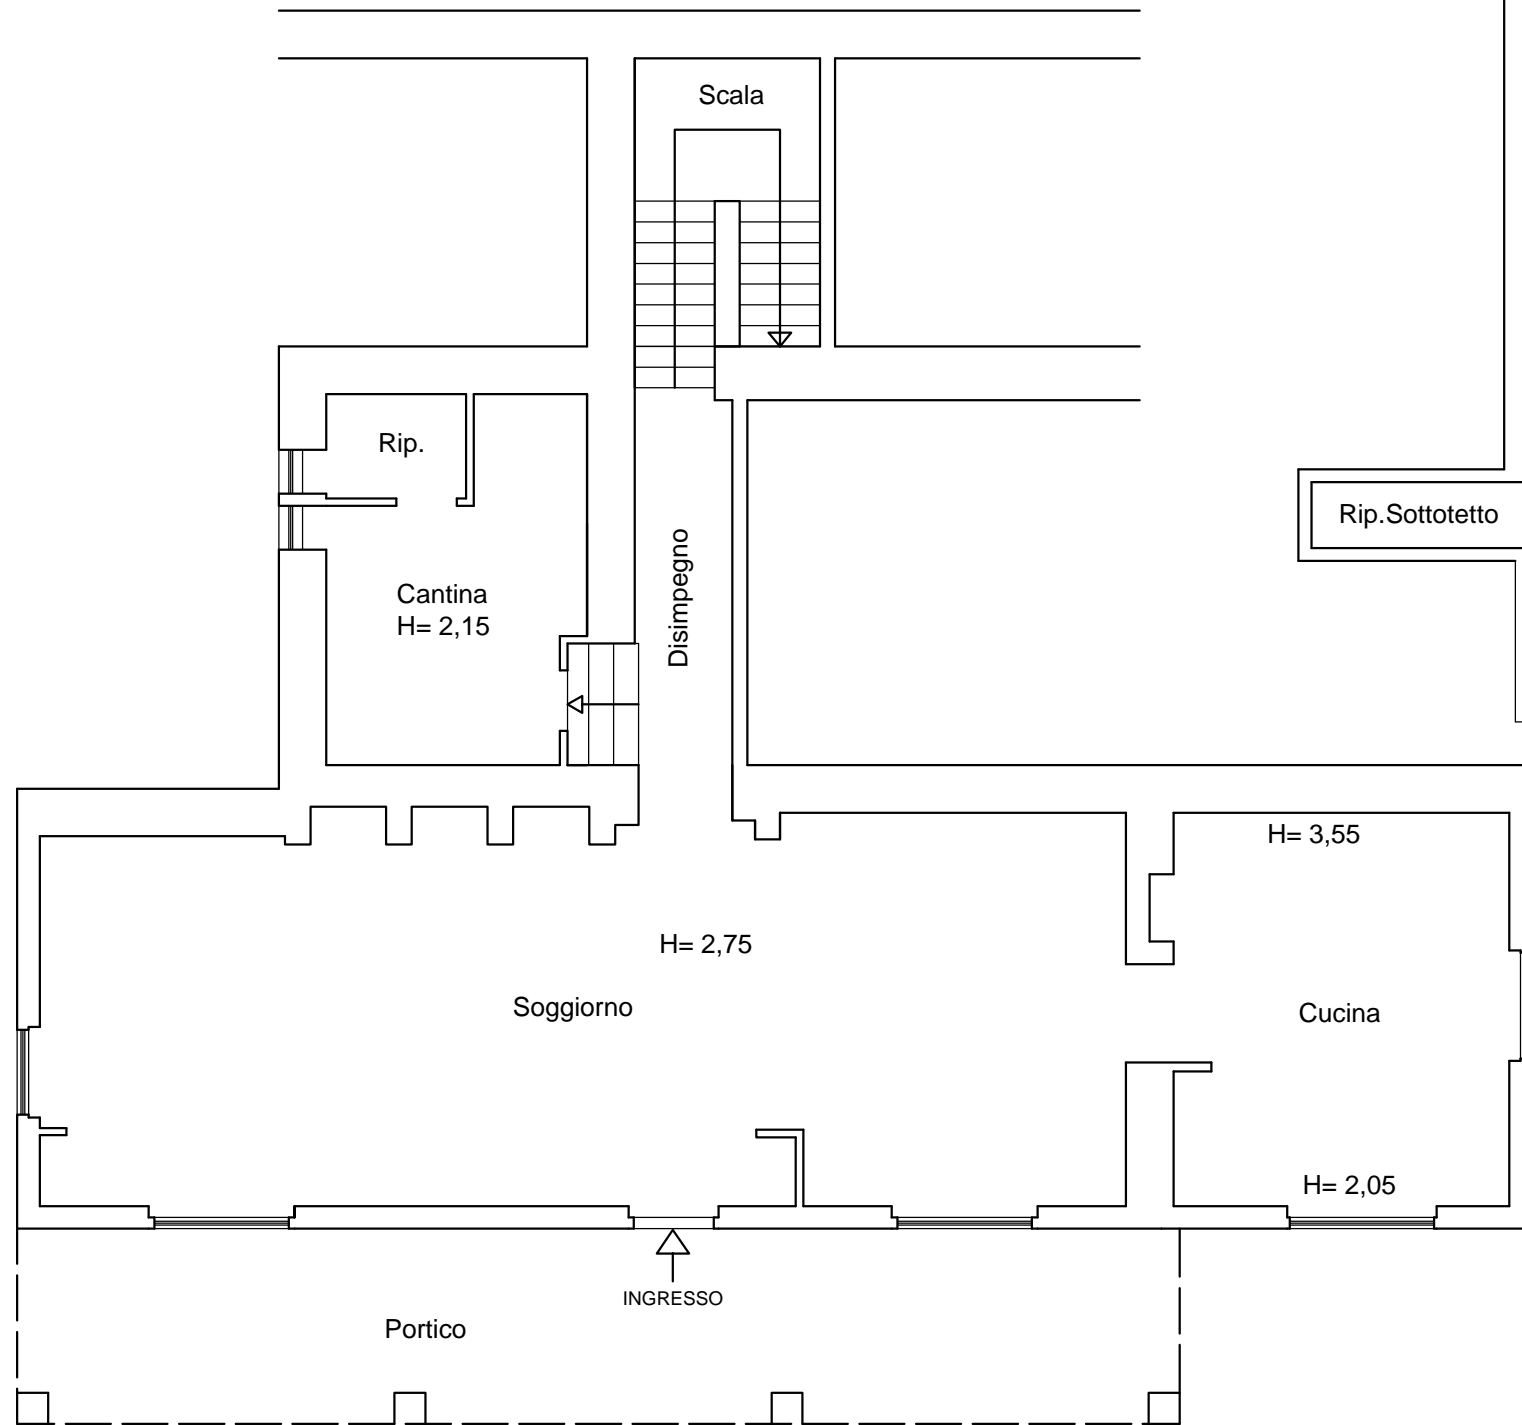 Scala
Rip.
Rip.Sottotetto
Disimpegno
Cantina
H= 2,15
H= 3,55
H= 2,75
Soggiorno
Cucina
H= 2,05
INGRESSO
Portico